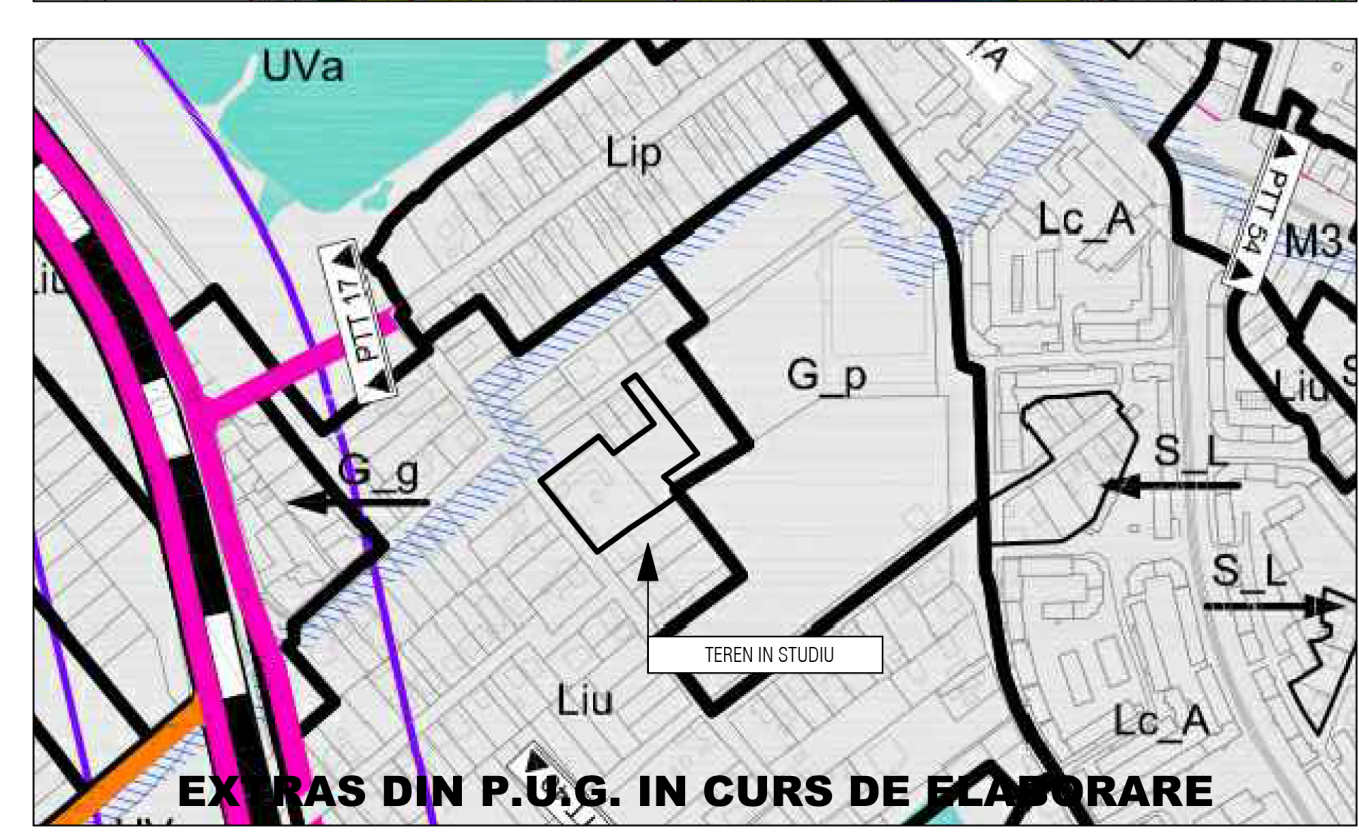 UVa
TA
Lip
Lc_A
PTT 54
M3
PTT 17
G_p
Liu
G_g
S_L
S_L
TEREN IN STUDIU
Liu
Lc_A
EXTRAS DIN P.U.G. IN CURS DE ELABORARE